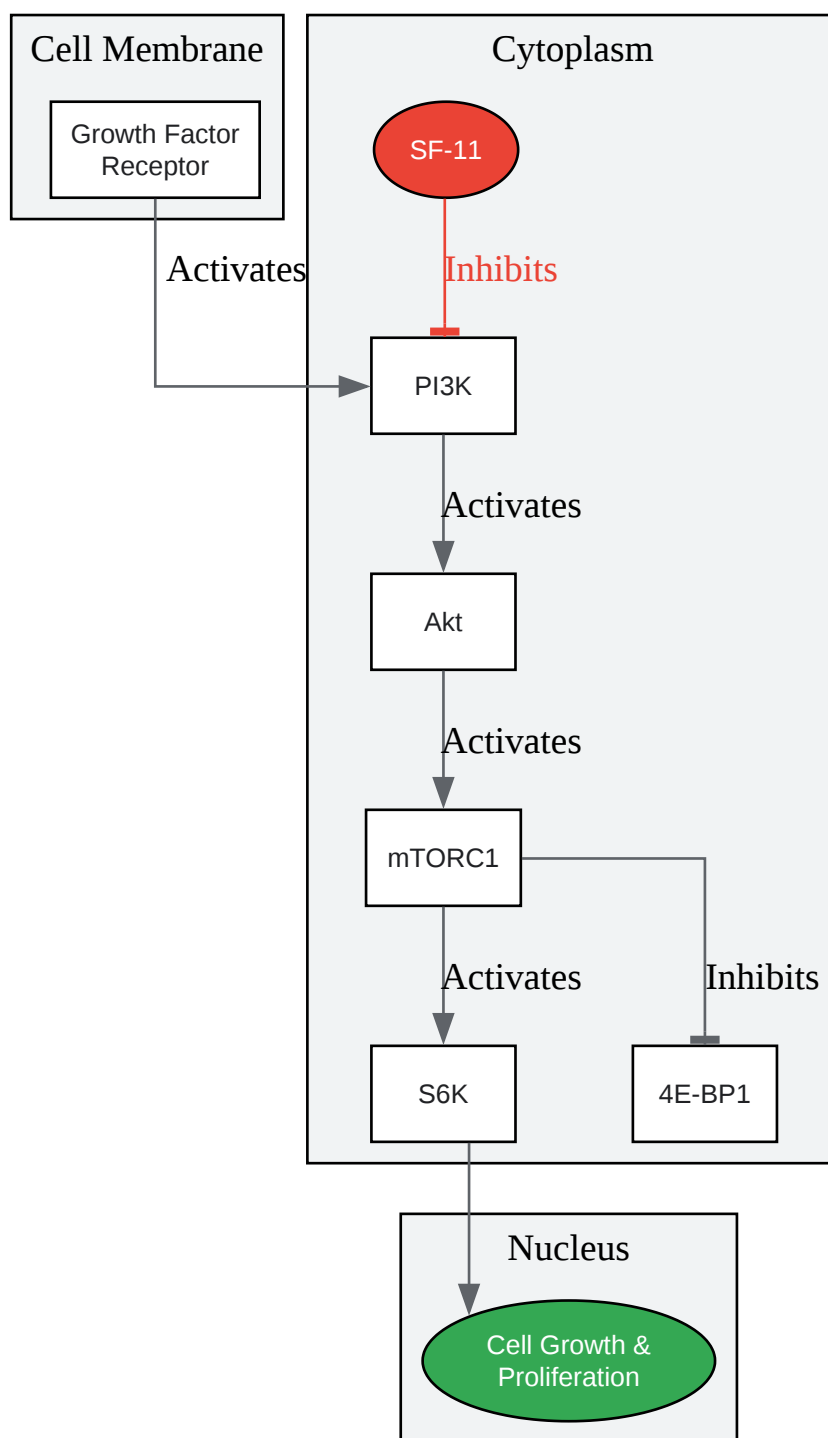 Cell Membrane
Cytoplasm
Growth Factor
Receptor
SF-11
Activates
Inhibits
PI3K
Activates
Akt
Activates
mTORC1
Activates
Inhibits
S6K
4E-BP1
Nucleus
Cell Growth &
Proliferation